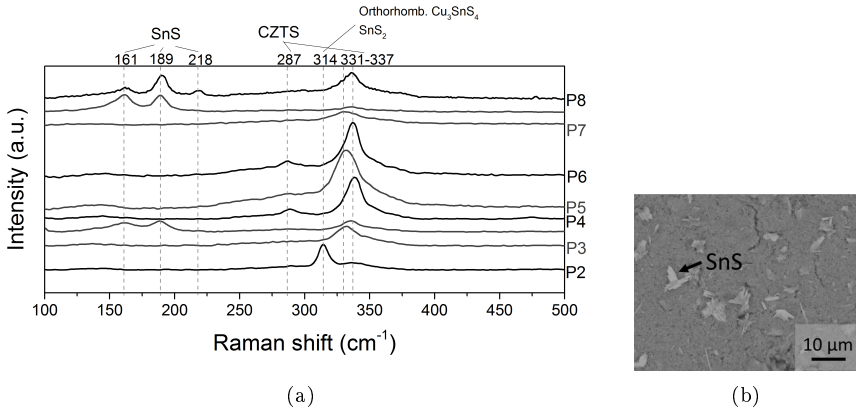 Orthorhomb. Cu₃SnS₄
SnS₂
SnS CZTS
161 189 218 287 314 331-337
P8
P7
P6
P5
P4
P3
P2
Intensity (a.u.)
100 150 200 250 300 350 400 450 500
Raman shift (cm⁻¹)
(a)
SnS
10 µm
(b)